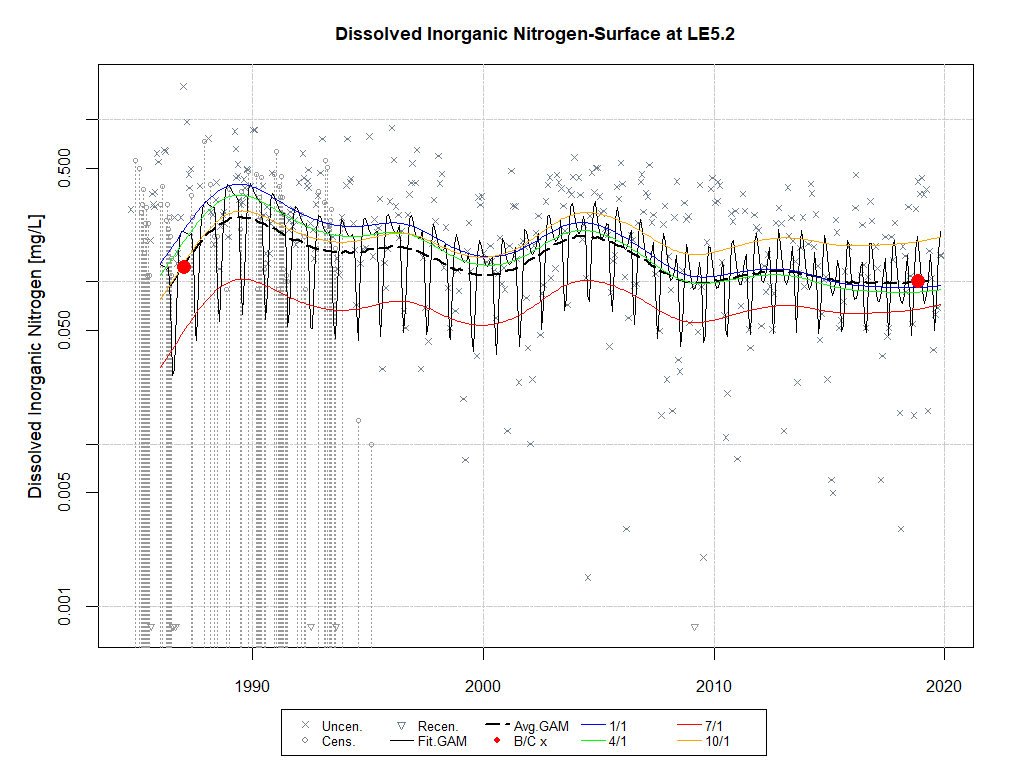 Dissolved Inorganic Nitrogen-Surface at LE5.2
Dissolved Inorganic Nitrogen [mg/L]
0.500
0.050
0.005
0.001
1990 2000 2010 2020
Uncen. Recen. Avg.GAM 1/1 7/1
Cens. Fit.GAM B/C x 4/1 10/1